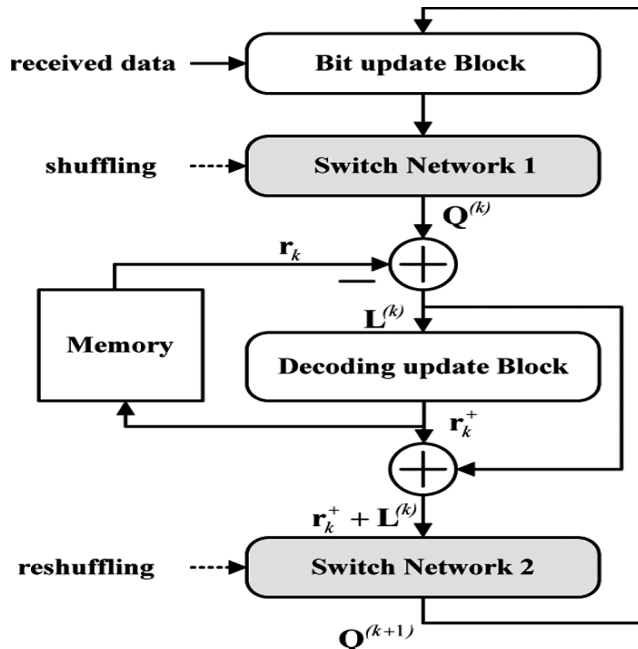 received data
Bit update Block
shuffling
Switch Network 1
Q^(k)
r_k
+
−
L^(k)
Memory
Decoding update Block
r_k^+
+
r_k^+ + L^(k)
reshuffling
Switch Network 2
Q^(k+1)